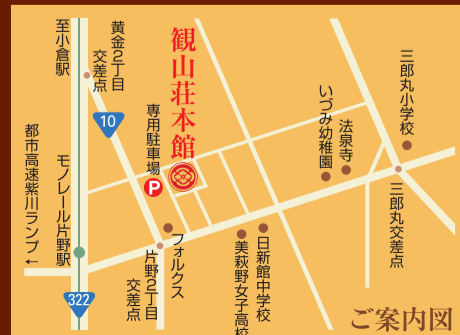 至小倉駅
黄金2丁目
交差点
10
観山荘本館
専用駐車場
P
三郎丸小学校
いづみ幼稚園
法泉寺
都市高速紫川ランプ←
モノレール片野駅
三郎丸交差点
フォルクス
片野2丁目
交差点
美萩野女子高校
日新館中学校
322
ご案内図